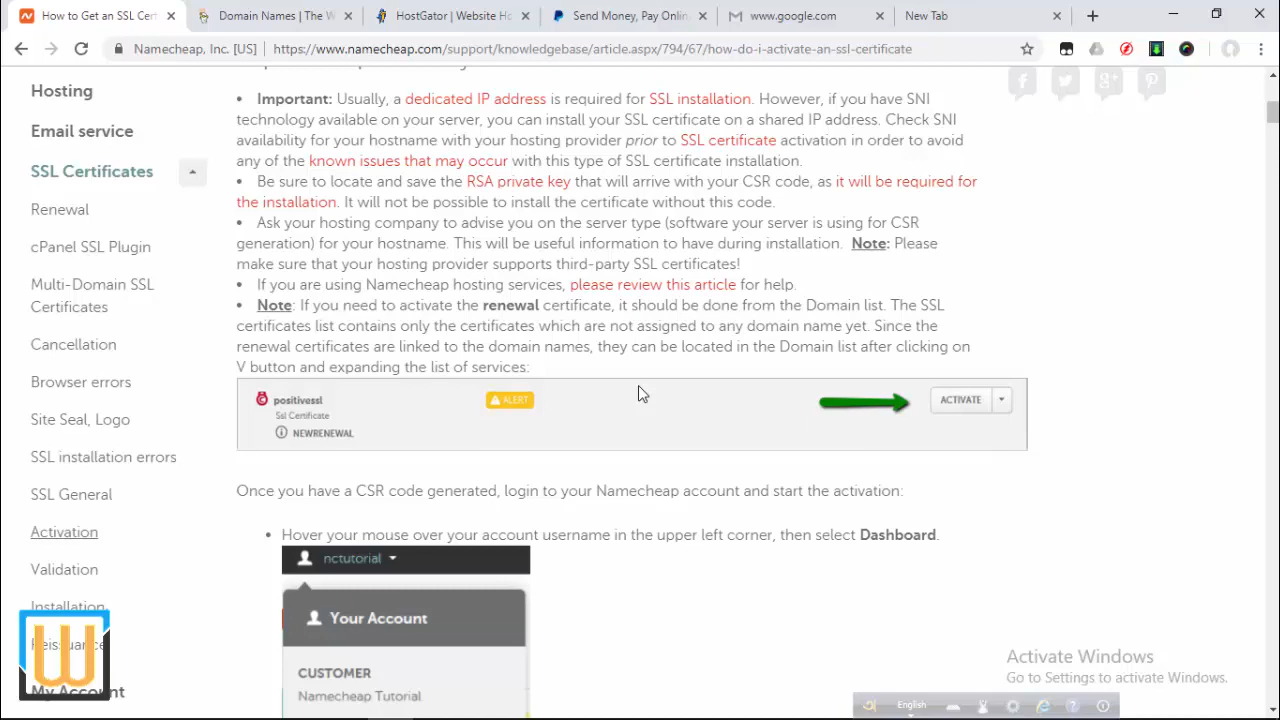 How to Get an SSL Cert
Domain Names | The W
HostGator | Website Ho
Send Money, Pay Onlin
www.google.com
New Tab
Namecheap, Inc. [US]
https://www.namecheap.com/support/knowledgebase/article.aspx/794/67/how-do-i-activate-an-ssl-certificate
Hosting
Email service
SSL Certificates
Renewal
cPanel SSL Plugin
Multi-Domain SSL
Certificates
Cancellation
Browser errors
Site Seal, Logo
SSL installation errors
SSL General
Activation
Validation
Installation
Reissuance
My Account
• Important: Usually, a dedicated IP address is required for SSL installation. However, if you have SNI
technology available on your server, you can install your SSL certificate on a shared IP address. Check SNI
availability for your hostname with your hosting provider prior to SSL certificate activation in order to avoid
any of the known issues that may occur with this type of SSL certificate installation.
• Be sure to locate and save the RSA private key that will arrive with your CSR code, as it will be required for
the installation. It will not be possible to install the certificate without this code.
• Ask your hosting company to advise you on the server type (software your server is using for CSR
generation) for your hostname. This will be useful information to have during installation. Note: Please
make sure that your hosting provider supports third-party SSL certificates!
• If you are using Namecheap hosting services, please review this article for help.
• Note: If you need to activate the renewal certificate, it should be done from the Domain list. The SSL
certificates list contains only the certificates which are not assigned to any domain name yet. Since the
renewal certificates are linked to the domain names, they can be located in the Domain list after clicking on
V button and expanding the list of services:
positivessl
Ssl Certificate
NEWRENEWAL
ALERT
ACTIVATE
Once you have a CSR code generated, login to your Namecheap account and start the activation:
• Hover your mouse over your account username in the upper left corner, then select Dashboard.
nctutorial
Your Account
CUSTOMER
Namecheap Tutorial
Activate Windows
Go to Settings to activate Windows.
English
W